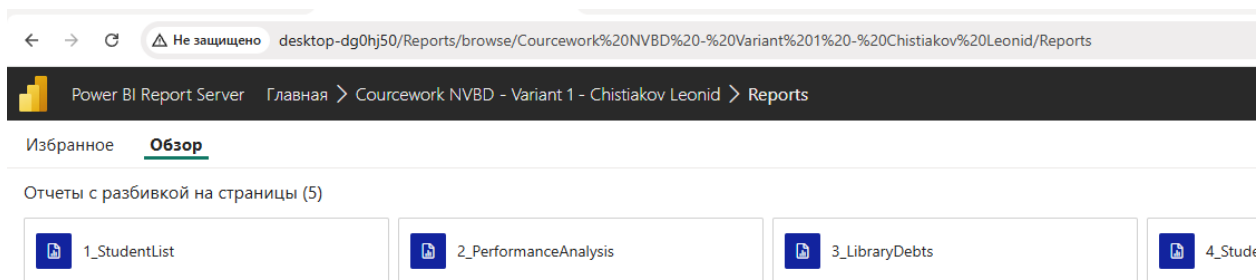 Не защищено desktop-dg0hj50/Reports/browse/Courcework%20NVBD%20-%20Variant%201%20-%20Chistiakov%20Leonid/Reports
Power BI Report Server Главная > Courcework NVBD - Variant 1 - Chistiakov Leonid > Reports
Избранное Обзор
Отчеты с разбивкой на страницы (5)
1_StudentList 2_PerformanceAnalysis 3_LibraryDebts 4_Stude